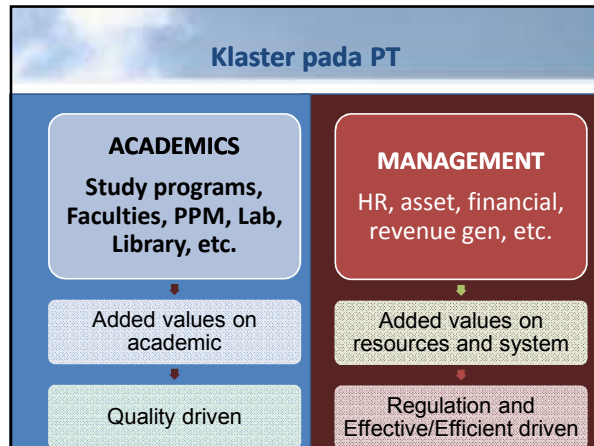 Klaster pada PT
ACADEMICS
Study programs,
Faculties, PPM, Lab,
Library, etc.
Added values on
academic
Quality driven
MANAGEMENT
HR, asset, financial,
revenue gen, etc.
Added values on
resources and system
Regulation and
Effective/Efficient driven